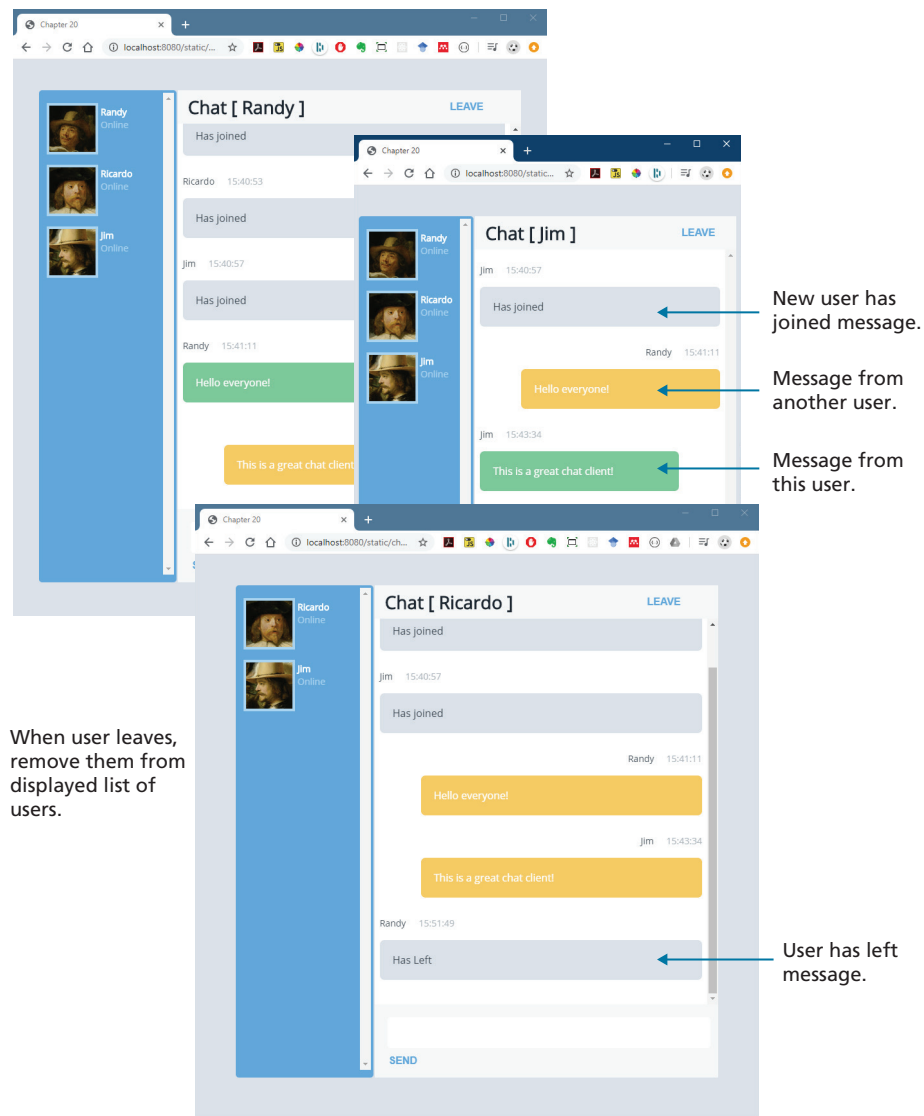 Chapter 20
localhost:8080/static/...
Randy
Online
Ricardo
Online
Jim
Online
Chat [ Randy ]
LEAVE
Has joined
Ricardo 15:40:53
Has joined
Jim 15:40:57
Has joined
Randy 15:41:11
Hello everyone!
This is a great chat client
Chapter 20
localhost:8080/static...
Randy
Online
Ricardo
Online
Jim
Online
Chat [ Jim ]
LEAVE
Jim 15:40:57
Has joined
Randy 15:41:11
Hello everyone!
Jim 15:43:34
This is a great chat client!
New user has
joined message.
Message from
another user.
Message from
this user.
Chapter 20
localhost:8080/static/ch...
Ricardo
Online
Jim
Online
Chat [ Ricardo ]
LEAVE
Has joined
Jim 15:40:57
Has joined
Randy 15:41:11
Hello everyone!
Jim 15:43:34
This is a great chat client!
Randy 15:51:49
Has Left
SEND
When user leaves,
remove them from
displayed list of
users.
User has left
message.